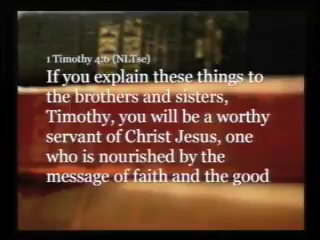 1 Timothy 4:6 (NLTse)
If you explain these things to
the brothers and sisters,
Timothy, you will be a worthy
servant of Christ Jesus, one
who is nourished by the
message of faith and the good